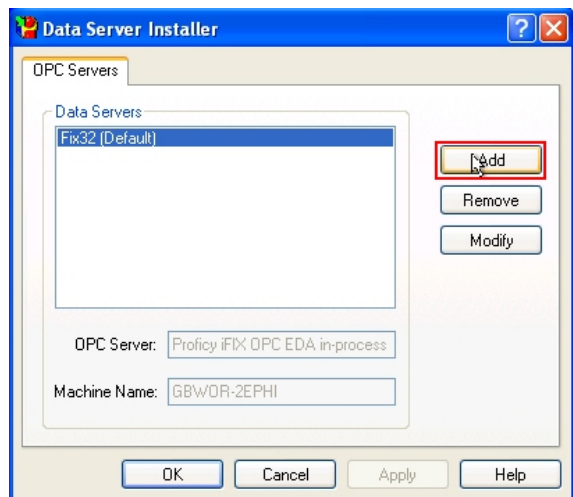 Data Server Installer
OPC Servers
Data Servers
Fix32 (Default)
Add
Remove
Modify
OPC Server: Proficy iFIX OPC EDA in-process
Machine Name: GBWOR-2EPHI
OK Cancel Apply Help